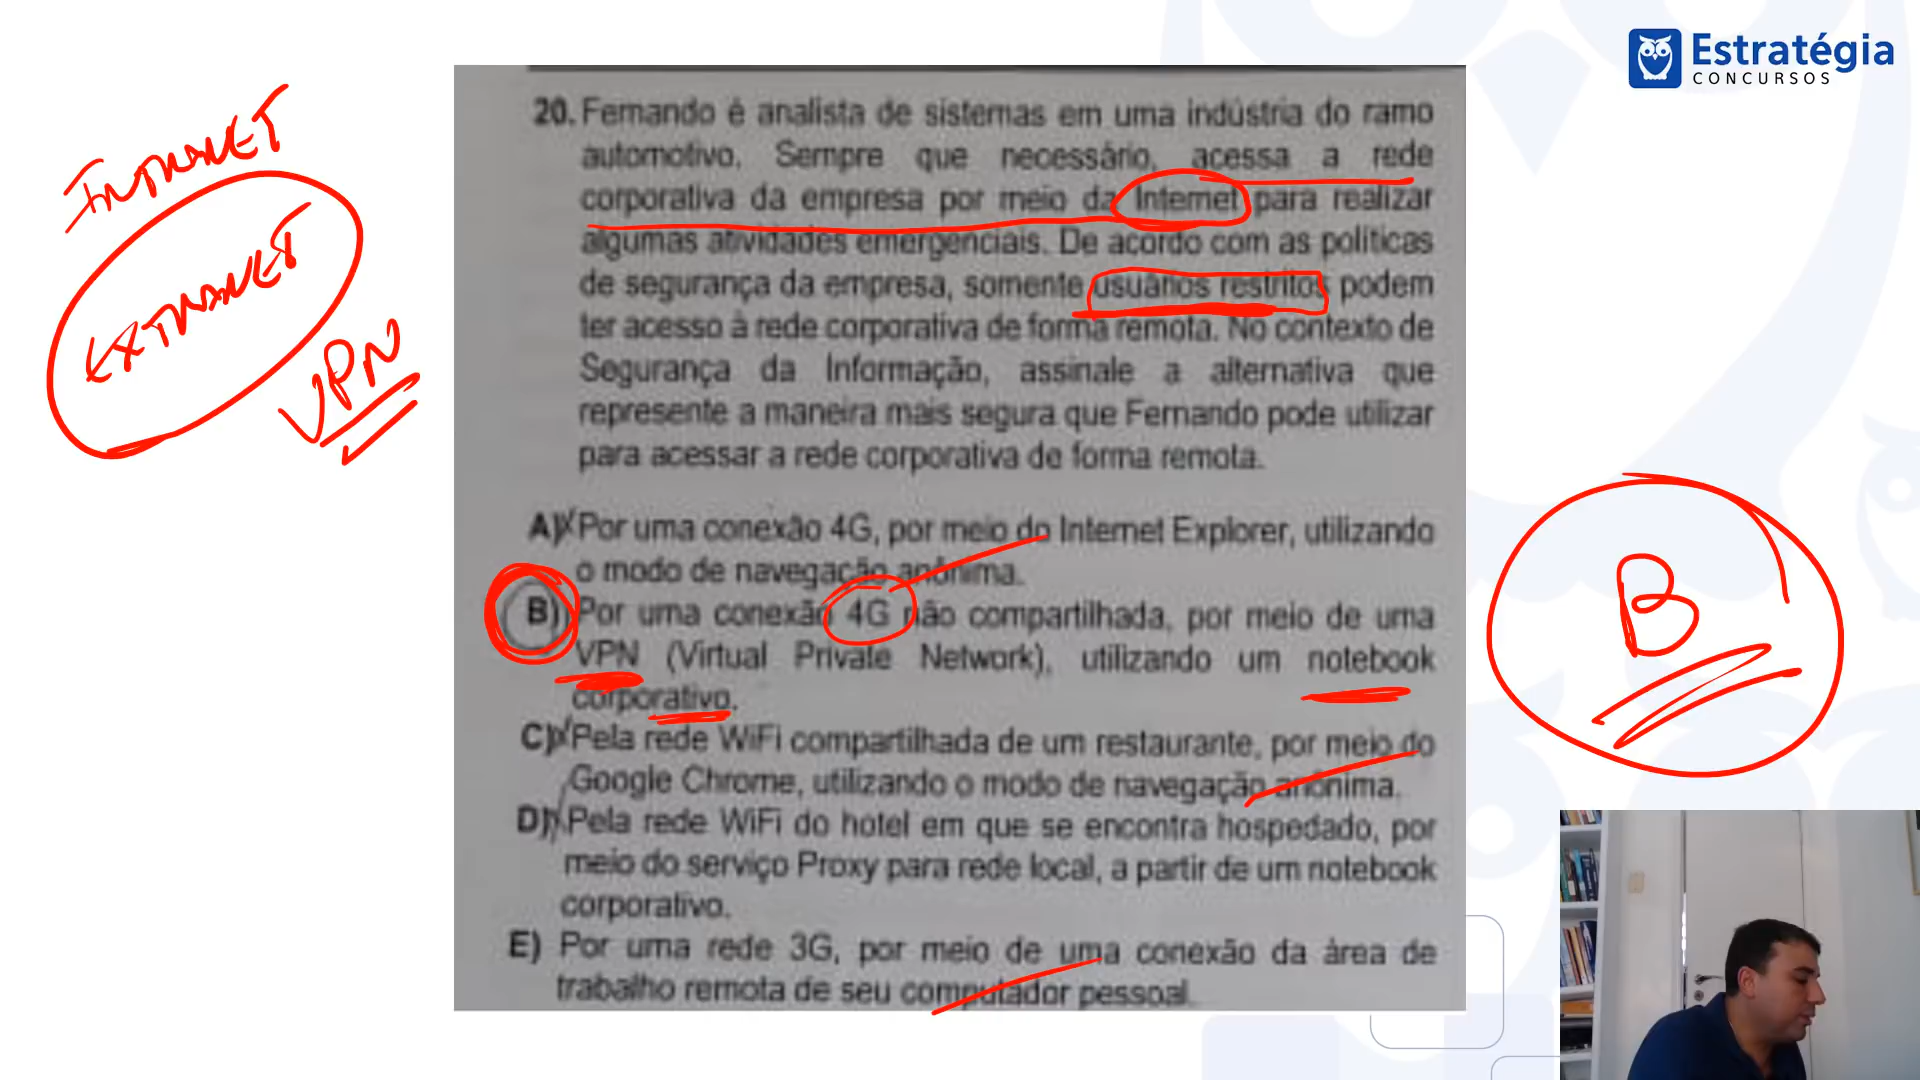 Estratégia
CONCURSOS
INTRANET
EXTRANET
VPN
20. Fernando é analista de sistemas em uma indústria do ramo
automotivo. Sempre que necessário, acessa a rede
corporativa da empresa por meio da Internet para realizar
algumas atividades emergenciais. De acordo com as políticas
de segurança da empresa, somente usuários restritos podem
ter acesso à rede corporativa de forma remota. No contexto de
Segurança da Informação, assinale a alternativa que
represente a maneira mais segura que Fernando pode utilizar
para acessar a rede corporativa de forma remota.
A) Por uma conexão 4G, por meio do Internet Explorer, utilizando
o modo de navegação anônima.
B) Por uma conexão 4G não compartilhada, por meio de uma
VPN (Virtual Private Network), utilizando um notebook
corporativo.
C) Pela rede WiFi compartilhada de um restaurante, por meio do
Google Chrome, utilizando o modo de navegação anônima.
D) Pela rede WiFi do hotel em que se encontra hospedado, por
meio do serviço Proxy para rede local, a partir de um notebook
corporativo.
E) Por uma rede 3G, por meio de uma conexão da área de
trabalho remota de seu computador pessoal.
B